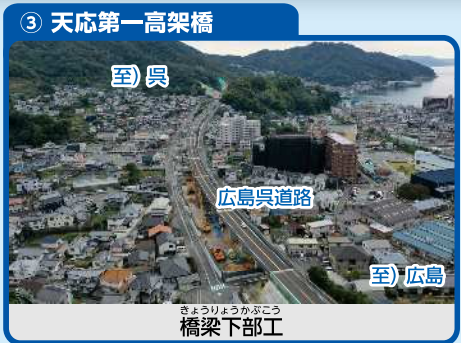 ③ 天応第一高架橋
至) 呉
広島呉道路
至) 広島
きょうりょうかぶこう
橋梁下部工